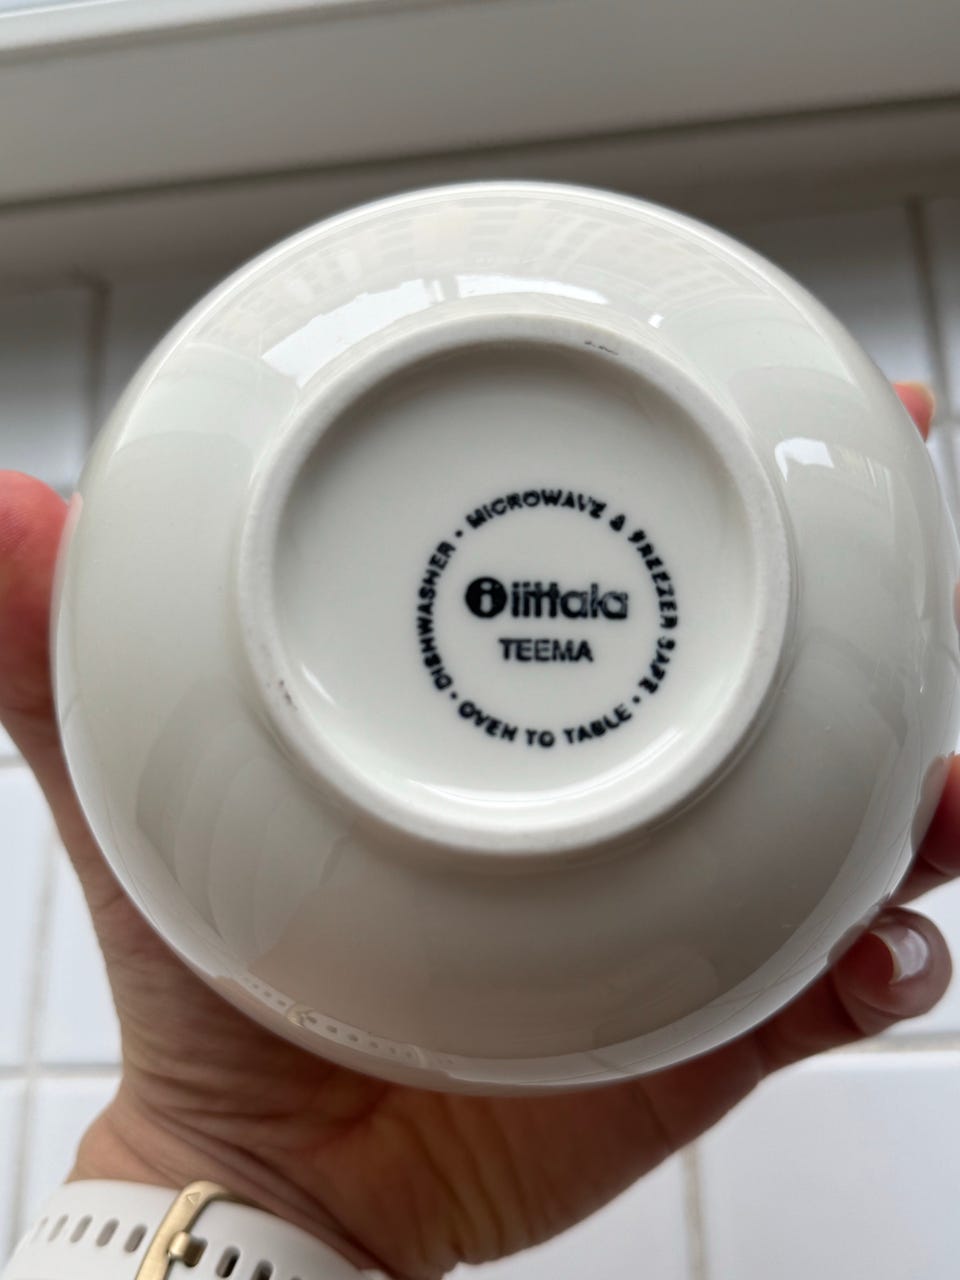 • MICROWAVE & FREEZER SAFE • OVEN TO TABLE • DISHWASHER
iittala
TEEMA